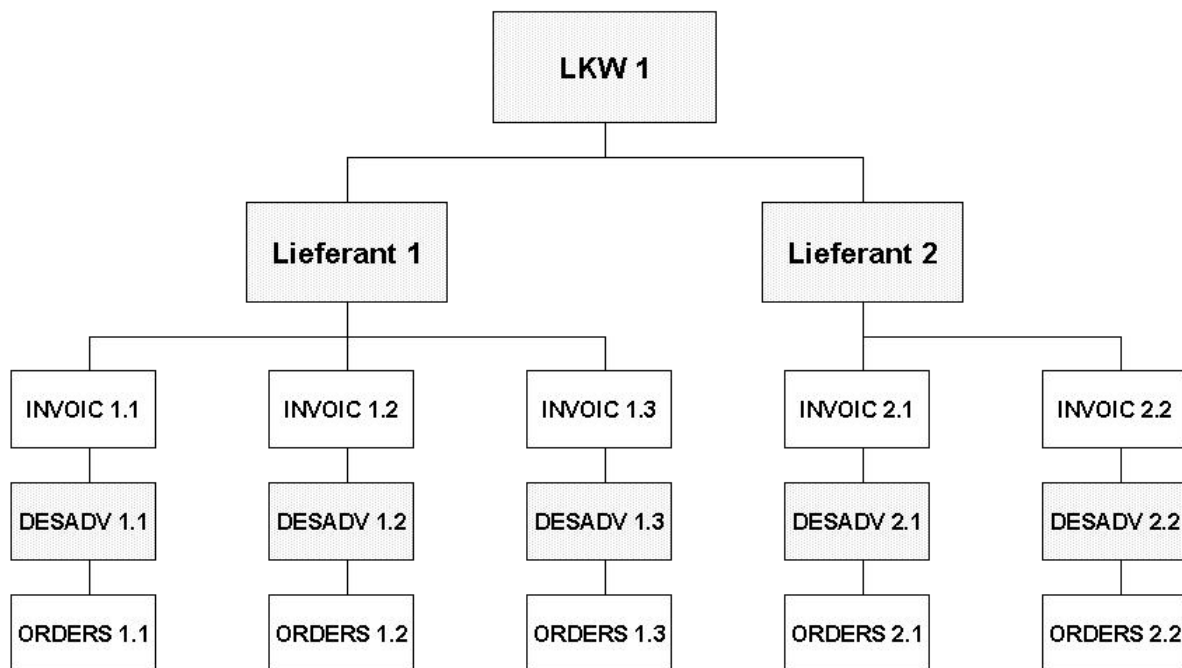 LKW 1
Lieferant 1
Lieferant 2
INVOIC 1.1
INVOIC 1.2
INVOIC 1.3
INVOIC 2.1
INVOIC 2.2
DESADV 1.1
DESADV 1.2
DESADV 1.3
DESADV 2.1
DESADV 2.2
ORDERS 1.1
ORDERS 1.2
ORDERS 1.3
ORDERS 2.1
ORDERS 2.2